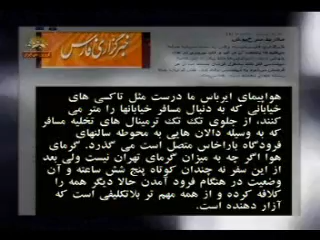 خبرگزاری فارس
هواپیمای ایرباس ما درست مثل تاکسی های
خیابانی که به دنبال مسافر خیابانها را متر می
کنند، از جلوی تک تک ترمینال های تخلیه مسافر
که به وسیله دالان هایی به محوطه سالنهای
فرودگاه باراخاص متصل است می گذرد. گرمای
هوا اگر چه به میزان گرمای تهران نیست ولی بعد
از این سفر نه چندان کوتاه پنج شش ساعته و آن
وضعیت در هنگام فرود آمدن حالا دیگر همه را
کلافه کرده و از همه مهم تر بلاتکلیفی است که
آزار دهنده است.